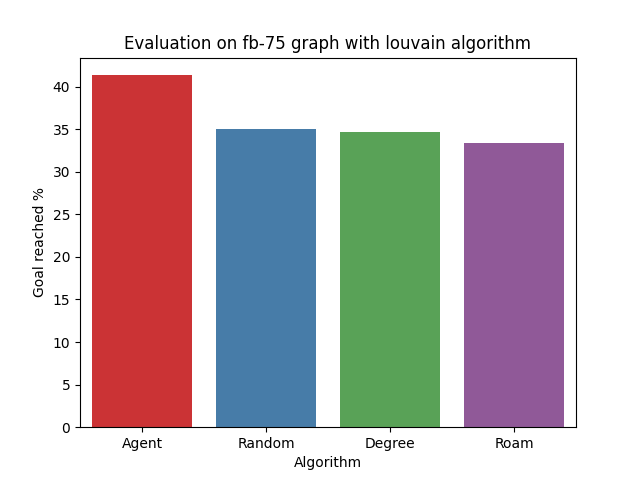 Evaluation on fb-75 graph with louvain algorithm
Goal reached %
40
35
30
25
20
15
10
5
0
Agent Random Degree Roam
Algorithm